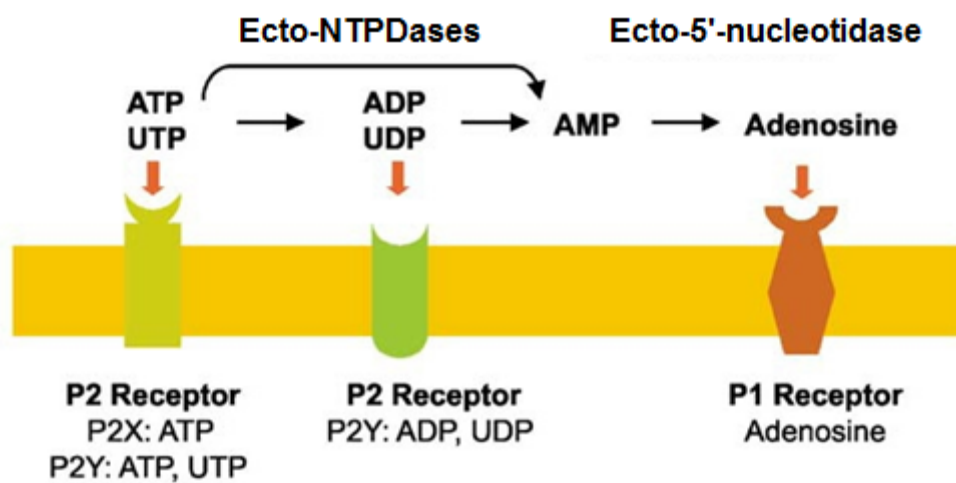 Ecto-NTPDases
Ecto-5'-nucleotidase
ATP
UTP
ADP
UDP
AMP
Adenosine
P2 Receptor
P2X: ATP
P2Y: ATP, UTP
P2 Receptor
P2Y: ADP, UDP
P1 Receptor
Adenosine